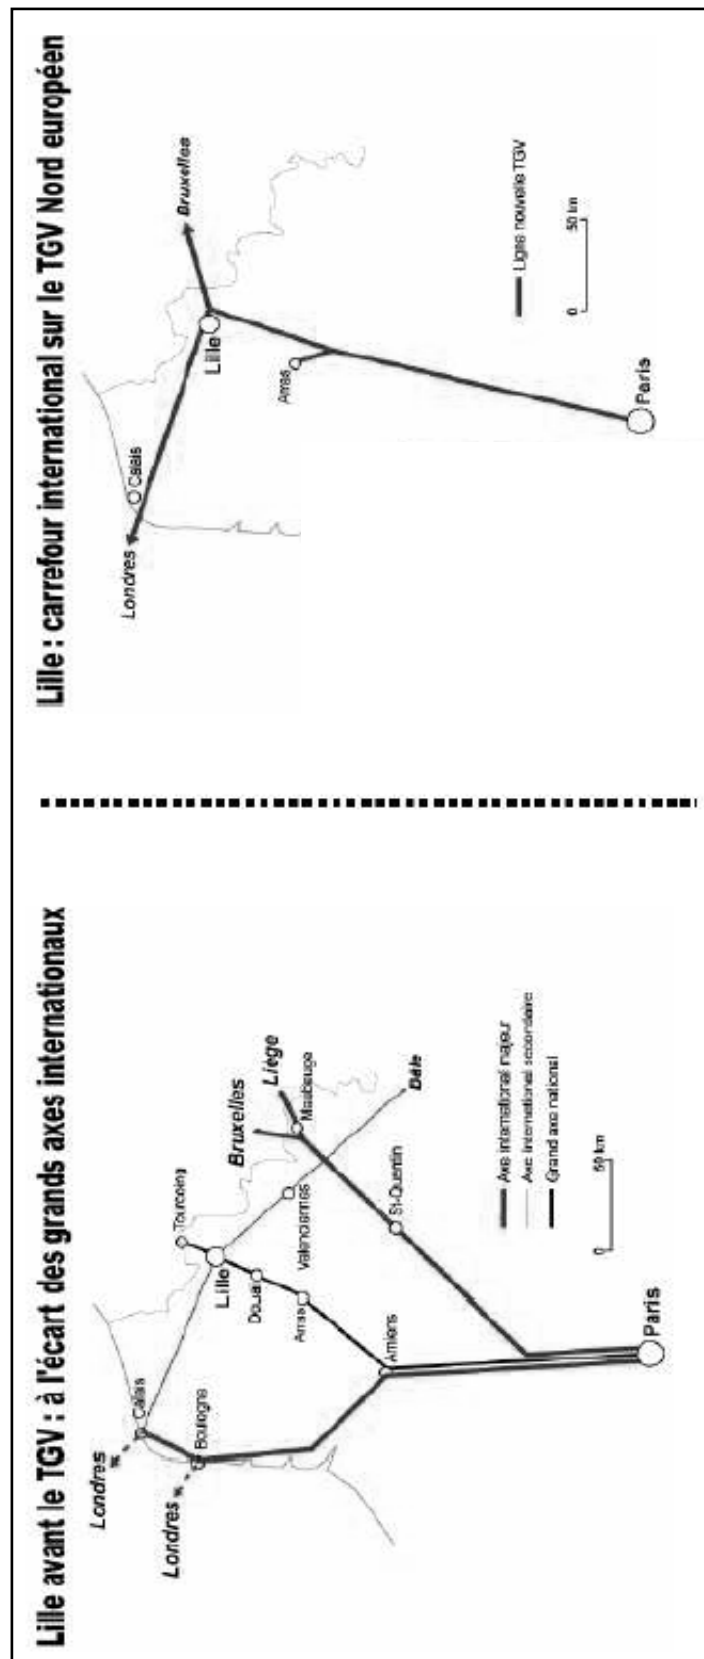 Lille avant le TGV : à l'écart des grands axes internationaux
Londres
Calais
Londres
Boulogne
Tourcoing
Lille
Douai
Arras
Valenciennes
Bruxelles
Liège
Maubeuge
Bâle
St-Quentin
Amiens
Paris
Axe international majeur
Axe international secondaire
Grand axe national
0 50 km
Lille : carrefour international sur le TGV Nord européen
Londres
Calais
Lille
Bruxelles
Arras
Paris
Ligne nouvelle TGV
0 50 km